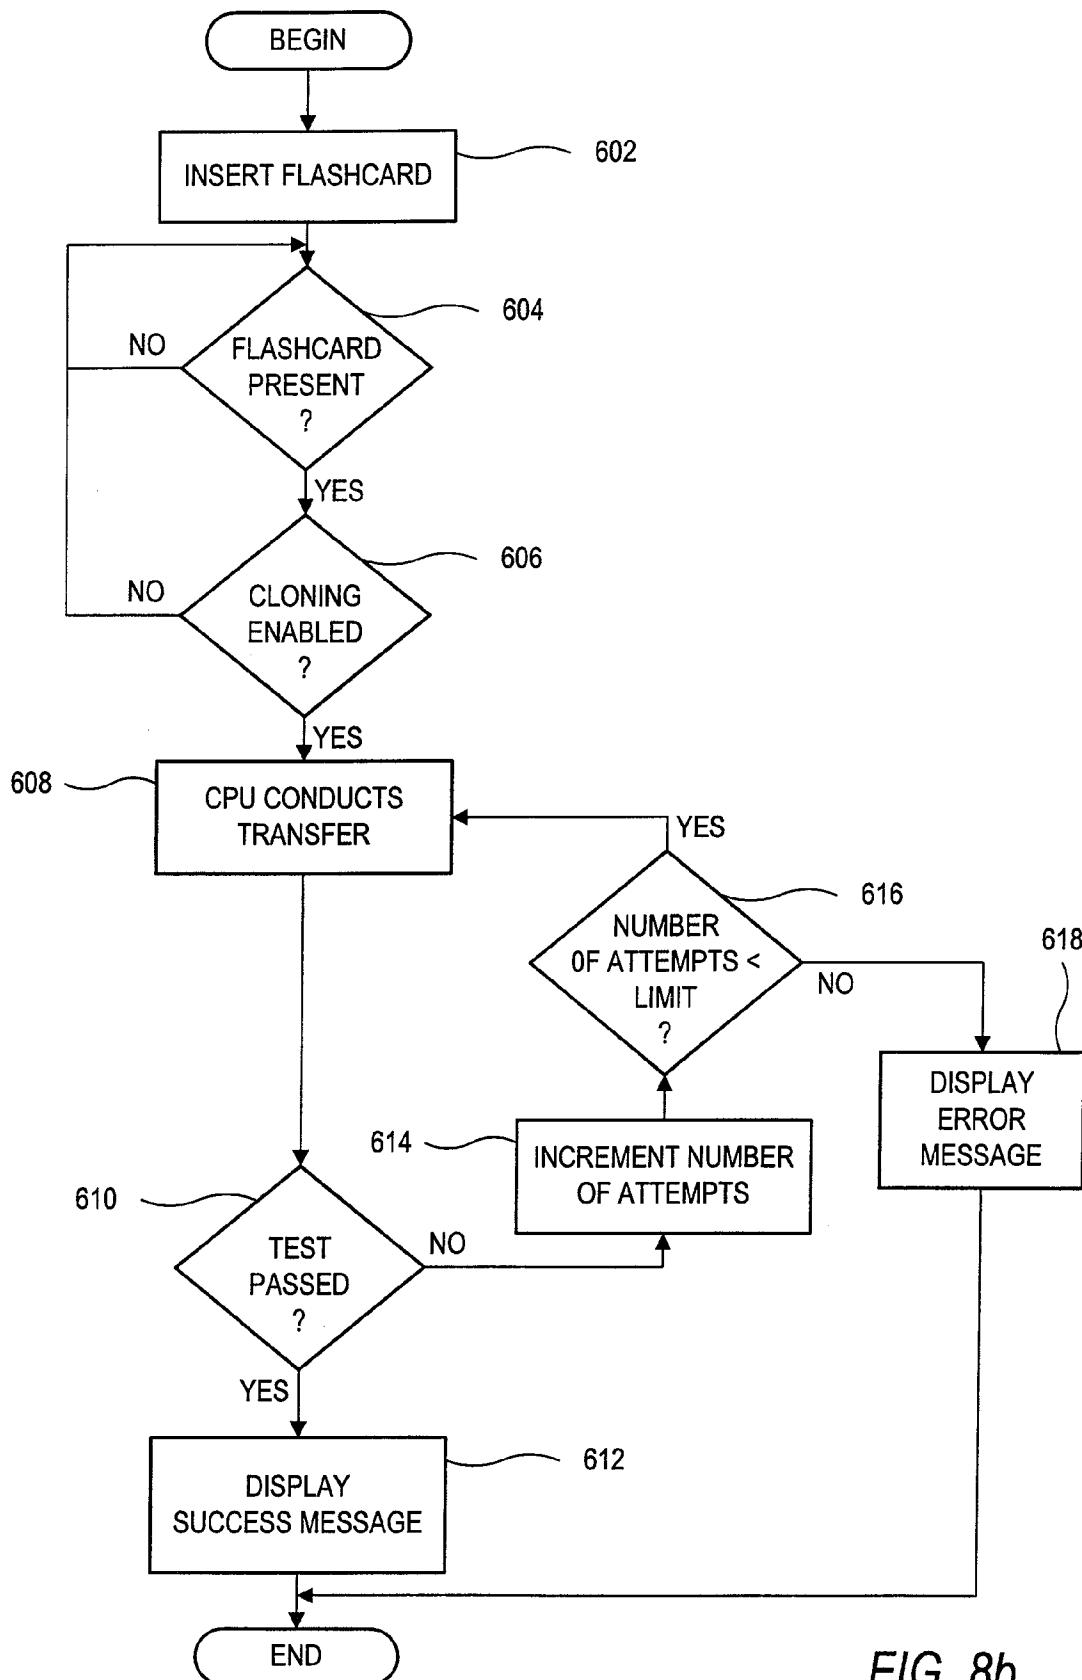 BEGIN
INSERT FLASHCARD
602
604
NO
FLASHCARD
PRESENT
?
YES
606
NO
CLONING
ENABLED
?
YES
608
CPU CONDUCTS
TRANSFER
YES
616
NUMBER
0F ATTEMPTS <
LIMIT
?
NO
618
DISPLAY
ERROR
MESSAGE
614
INCREMENT NUMBER
OF ATTEMPTS
610
TEST
PASSED
?
NO
YES
612
DISPLAY
SUCCESS MESSAGE
END
FIG. 8b